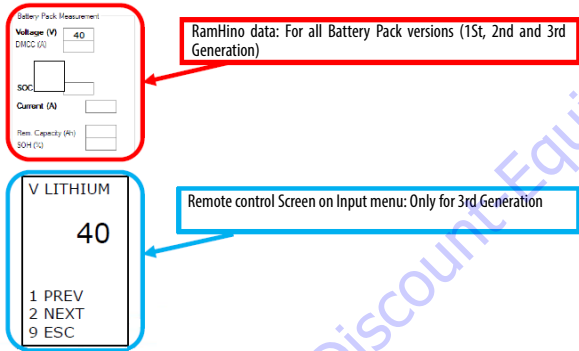 Battery Pack Measurement
Voltage (V) 40
DMCC (A)
SOC
Current (A)
Rem. Capacity (Ah)
SOH (%)
RamHino data: For all Battery Pack versions (1St, 2nd and 3rd
Generation)
V LITHIUM
40
1 PREV
2 NEXT
9 ESC
Remote control Screen on Input menu: Only for 3rd Generation
Discount-Equi